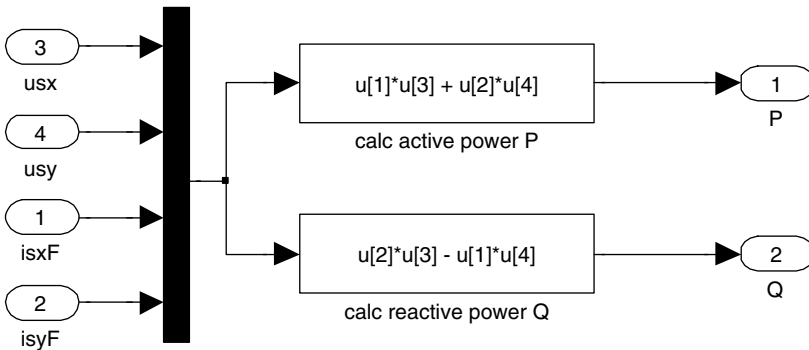 3
usx
4
usy
1
isxF
2
isyF
u[1]*u[3] + u[2]*u[4]
calc active power P
u[2]*u[3] - u[1]*u[4]
calc reactive power Q
1
P
2
Q